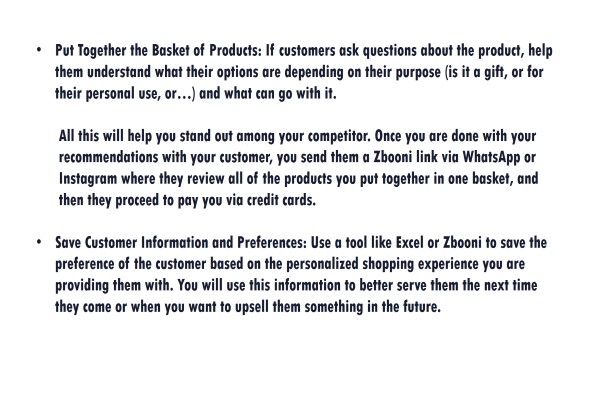 • Put Together the Basket of Products: If customers ask questions about the product, help
them understand what their options are depending on their purpose (is it a gift, or for
their personal use, or...) and what can go with it.
All this will help you stand out among your competitor. Once you are done with your
recommendations with your customer, you send them a Zbooni link via WhatsApp or
Instagram where they review all of the products you put together in one basket, and
then they proceed to pay you via credit cards.
• Save Customer Information and Preferences: Use a tool like Excel or Zbooni to save the
preference of the customer based on the personalized shopping experience you are
providing them with. You will use this information to better serve them the next time
they come or when you want to upsell them something in the future.